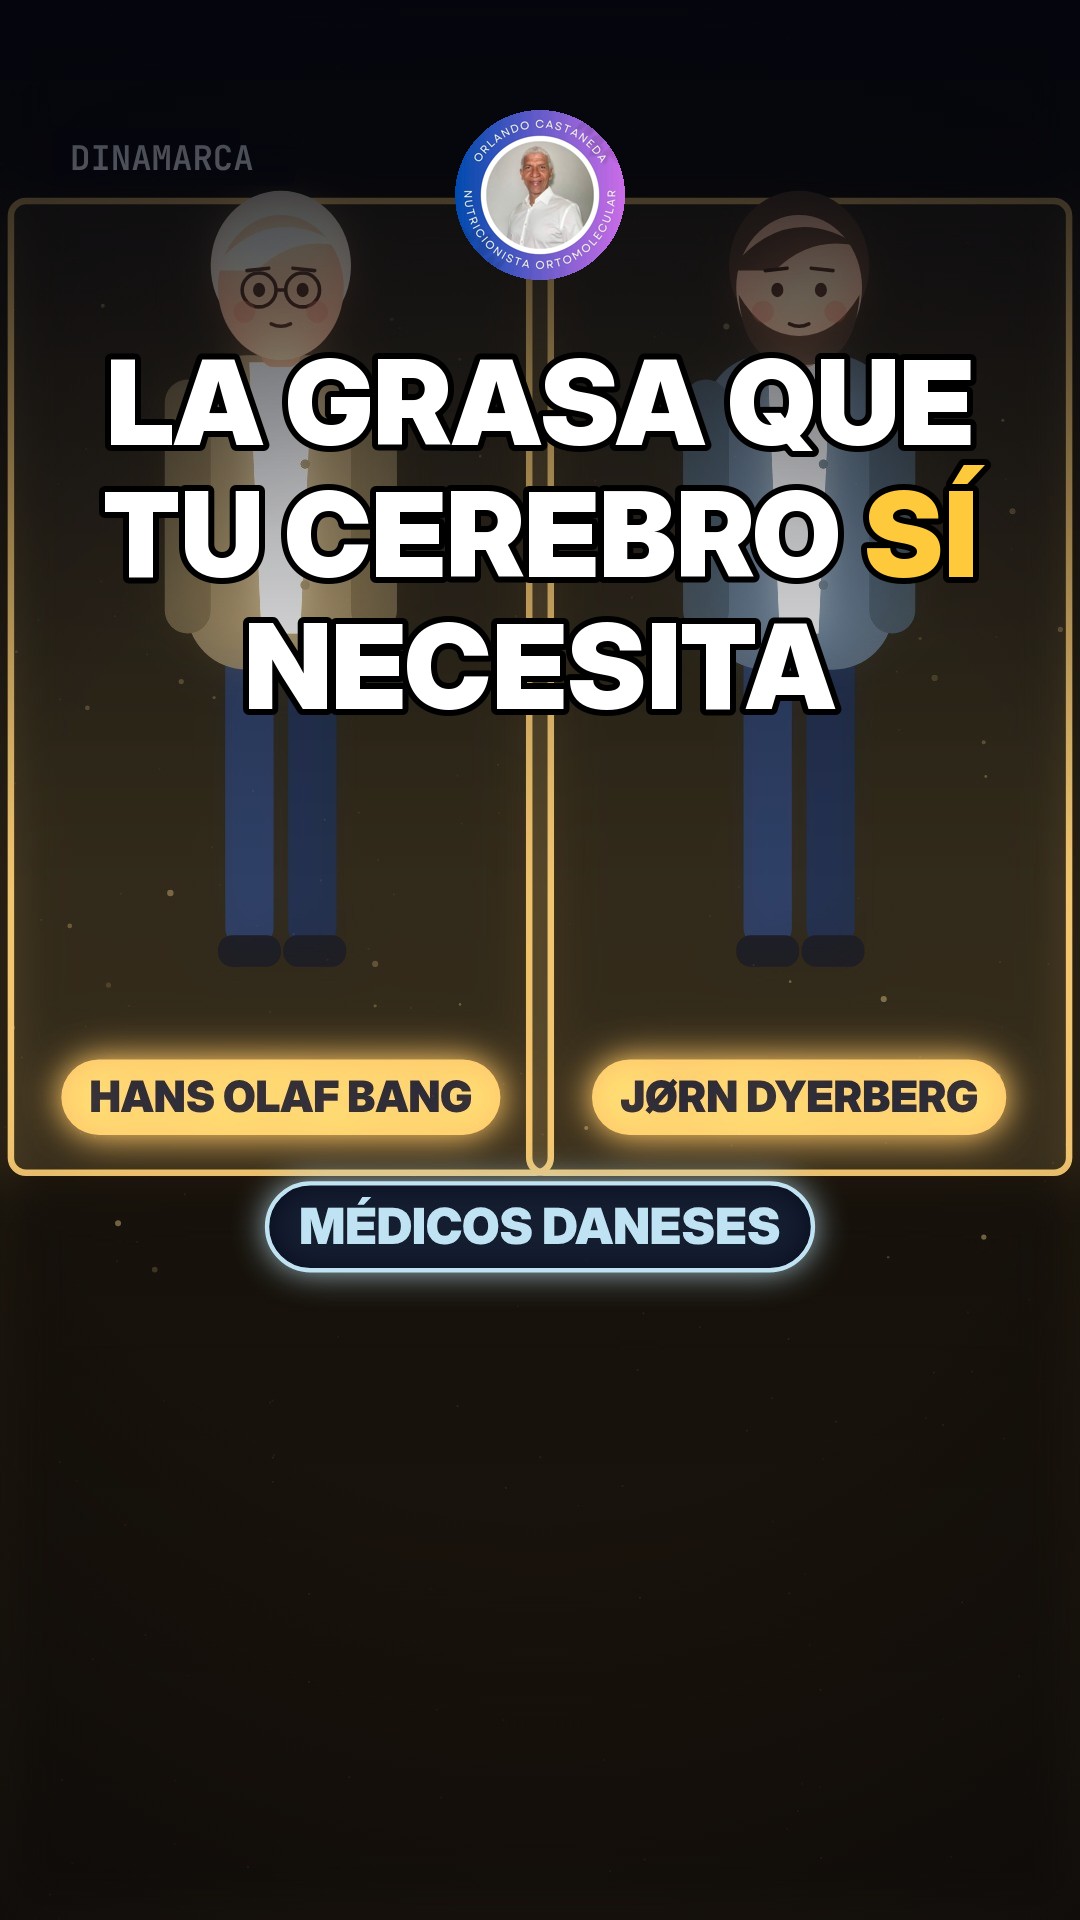 DINAMARCA
ORLANDO CASTANEDA
NUTRICIONISTA ORTOMOLECULAR
LA GRASA QUE
TU CEREBRO SÍ
NECESITA
HANS OLAF BANG
JØRN DYERBERG
MÉDICOS DANESES